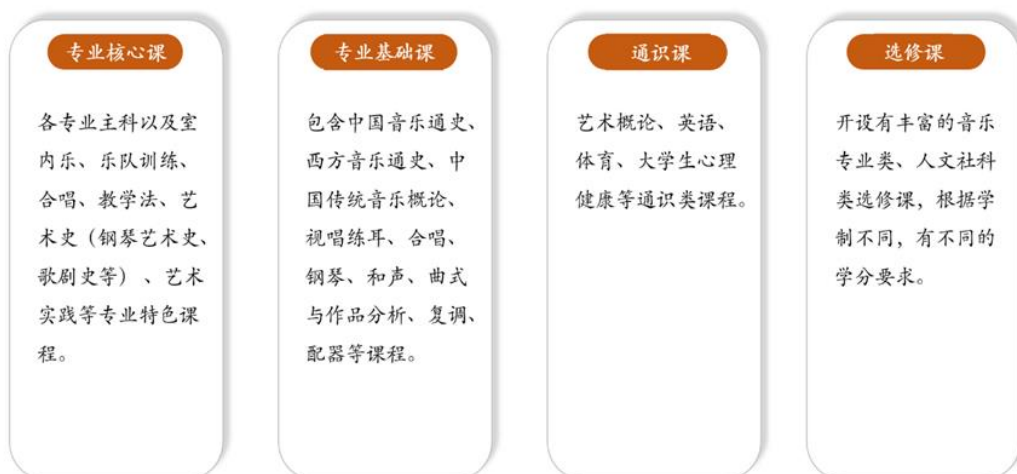 专业核心课
各专业主科以及室
内乐、乐队训练、
合唱、教学法、艺
术史（钢琴艺术史、
歌剧史等）、艺术
实践等专业特色课
程。
专业基础课
包含中国音乐通史、
西方音乐通史、中
国传统音乐概论、
视唱练耳、合唱、
钢琴、和声、曲式
与作品分析、复调、
配器等课程。
通识课
艺术概论、英语、
体育、大学生心理
健康等通识类课程。
选修课
开设有丰富的音乐
专业类、人文社科
类选修课，根据学
制不同，有不同的
学分要求。